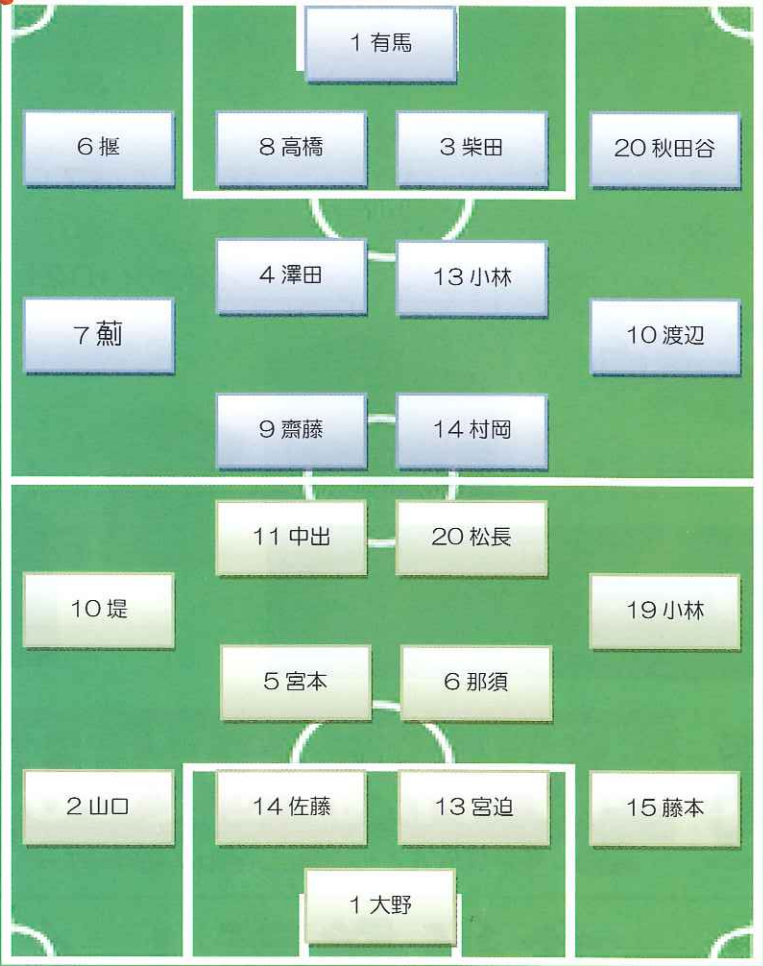 1 有馬
6 揠
8 高橋
3 柴田
20 秋田谷
4 澤田
13 小林
7 薊
10 渡辺
9 齋藤
14 村岡
11 中出
20 松長
10 堤
19 小林
5 宮本
6 那須
2 山口
14 佐藤
13 宮迫
15 藤本
1 大野